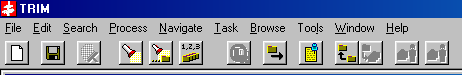 TRIM
File Edit Search Process Navigate Task Browse Tools Window Help
1,2,3